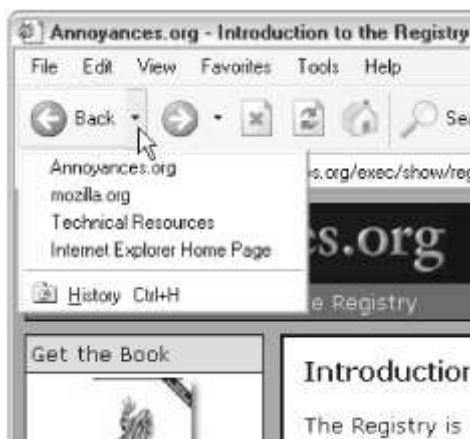 Annoyances.org - Introduction to the Registry
File Edit View Favorites Tools Help
Back
Annoyances.org
mozilla.org
Technical Resources
Internet Explorer Home Page
History Ctrl+H
s.org/exec/show/reg
es.org
e Registry
Get the Book
Introduction
The Registry is